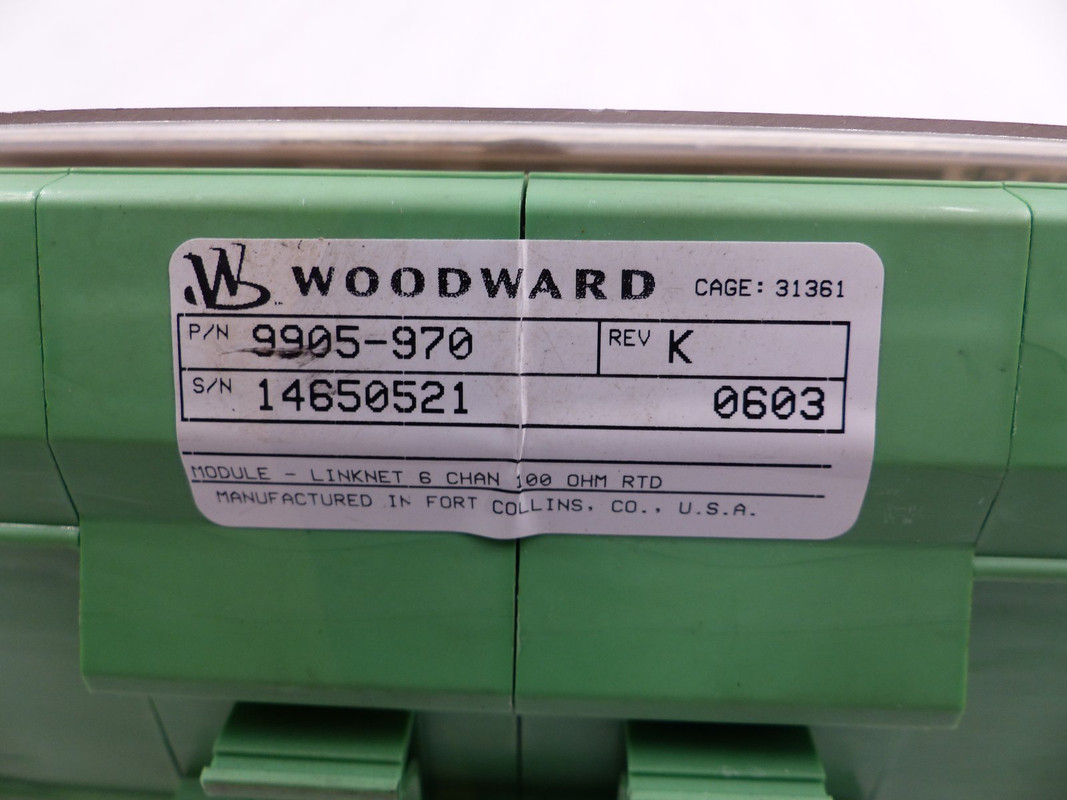 W WOODWARD CAGE: 31361
P/N 9905-970 REV K
S/N 14650521 0603
MODULE - LINKNET 6 CHAN 100 OHM RTD
MANUFACTURED IN FORT COLLINS, CO., U.S.A.